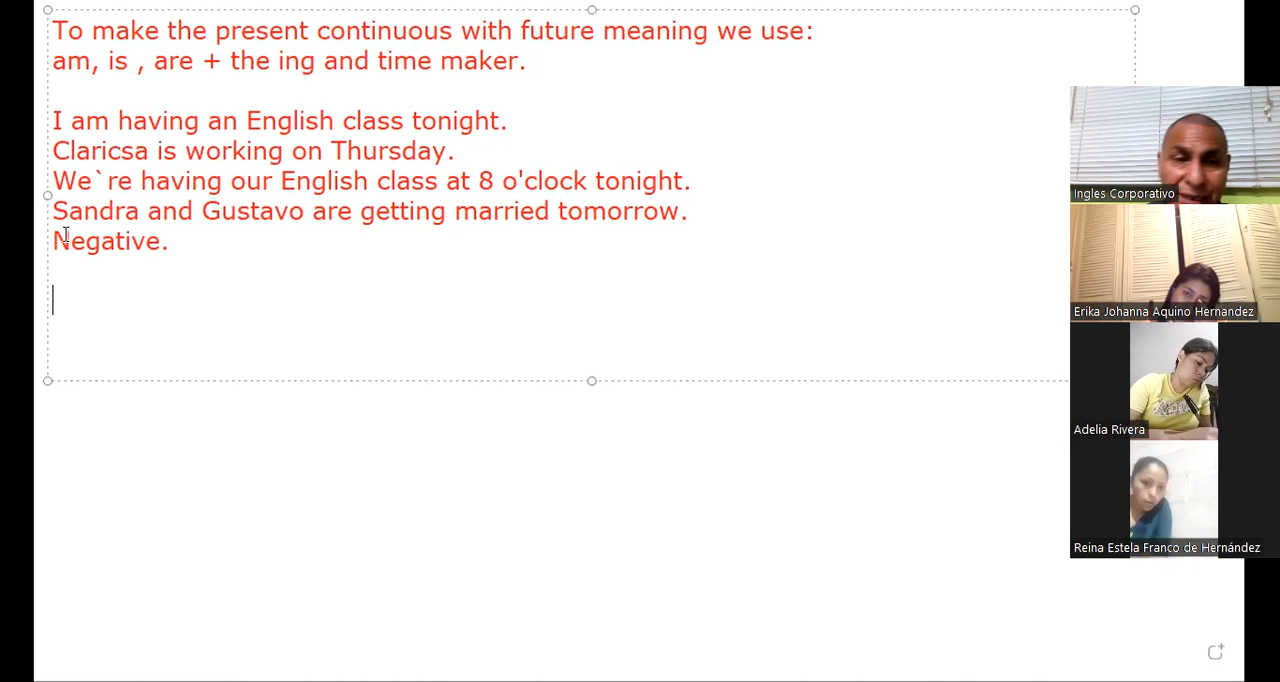 To make the present continuous with future meaning we use:
am, is , are + the ing and time maker.
I am having an English class tonight.
Claricsa is working on Thursday.
We`re having our English class at 8 o'clock tonight.
Sandra and Gustavo are getting married tomorrow.
Negative.
Ingles Corporativo
Erika Johanna Aquino Hernandez
Adelia Rivera
Reina Estela Franco de Hernández